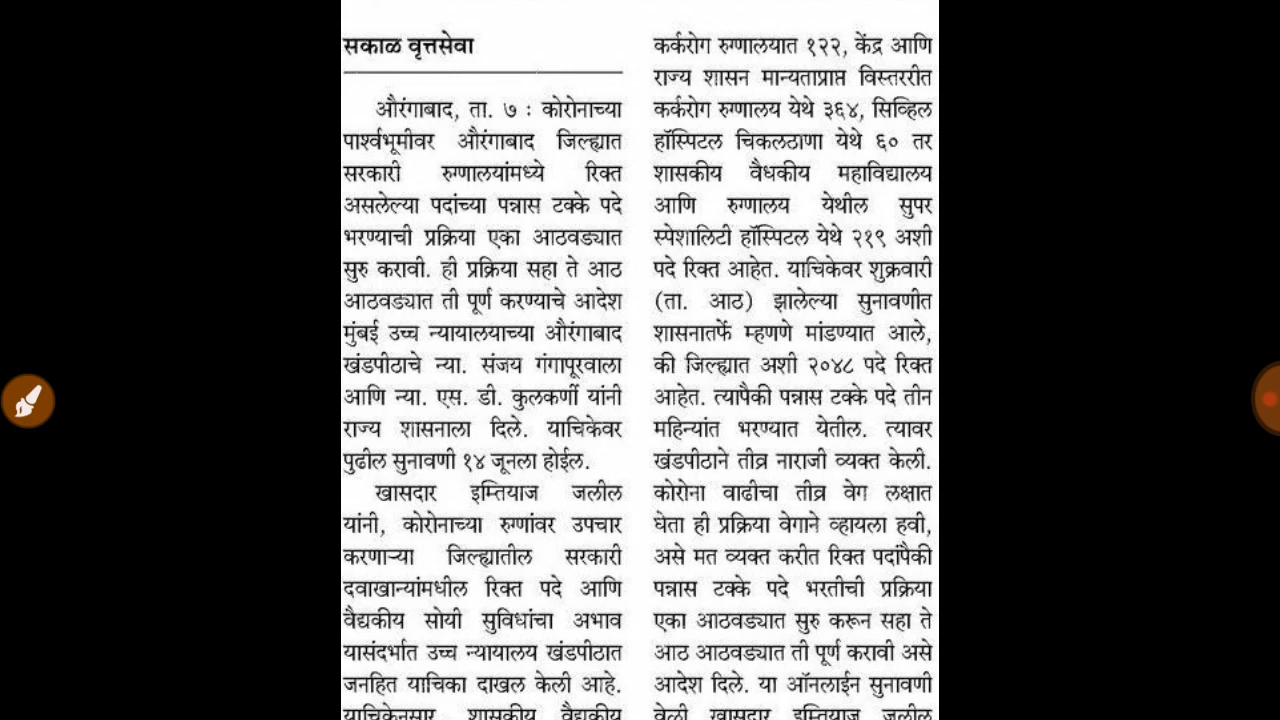 सकाळ वृत्तसेवा
औरंगाबाद, ता. ७ : कोरोनाच्या
पार्श्वभूमीवर औरंगाबाद जिल्ह्यात
सरकारी रुग्णालयांमध्ये रिक्त
असलेल्या पदांच्या पन्नास टक्के पदे
भरण्याची प्रक्रिया एका आठवड्यात
सुरु करावी. ही प्रक्रिया सहा ते आठ
आठवड्यात ती पूर्ण करण्याचे आदेश
मुंबई उच्च न्यायालयाच्या औरंगाबाद
खंडपीठाचे न्या. संजय गंगापूरवाला
आणि न्या. एस. डी. कुलकर्णी यांनी
राज्य शासनाला दिले. याचिकेवर
पुढील सुनावणी १४ जूनला होईल.
खासदार इम्तियाज जलील
यांनी, कोरोनाच्या रुग्णांवर उपचार
करणाऱ्या जिल्ह्यातील सरकारी
दवाखान्यांमधील रिक्त पदे आणि
वैद्यकीय सोयी सुविधांचा अभाव
यासंदर्भात उच्च न्यायालय खंडपीठात
जनहित याचिका दाखल केली आहे.
याचिकेनुसार, शासकीय वैद्यकीय
कर्करोग रुग्णालयात १२२, केंद्र आणि
राज्य शासन मान्यताप्राप्त विस्तररीत
कर्करोग रुग्णालय येथे ३६४, सिव्हिल
हॉस्पिटल चिकलठाणा येथे ६० तर
शासकीय वैधकीय महाविद्यालय
आणि रुग्णालय येथील सुपर
स्पेशालिटी हॉस्पिटल येथे २१९ अशी
पदे रिक्त आहेत. याचिकेवर शुक्रवारी
(ता. आठ) झालेल्या सुनावणीत
शासनातर्फे म्हणणे मांडण्यात आले,
की जिल्ह्यात अशी २०४८ पदे रिक्त
आहेत. त्यापैकी पन्नास टक्के पदे तीन
महिन्यांत भरण्यात येतील. त्यावर
खंडपीठाने तीव्र नाराजी व्यक्त केली.
कोरोना वाढीचा तीव्र वेग लक्षात
घेता ही प्रक्रिया वेगाने व्हायला हवी,
असे मत व्यक्त करीत रिक्त पदांपैकी
पन्नास टक्के पदे भरतीची प्रक्रिया
एका आठवड्यात सुरु करून सहा ते
आठ आठवड्यात ती पूर्ण करावी असे
आदेश दिले. या ऑनलाईन सुनावणी
वेळी खासदार इम्तियाज जलील